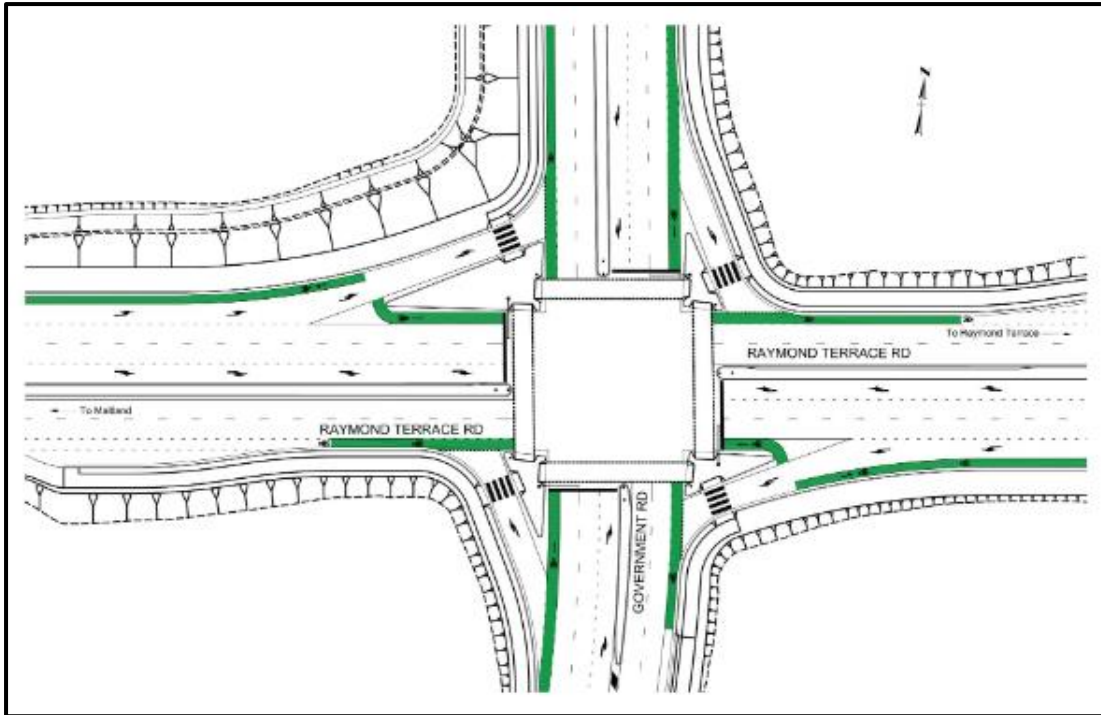 To Raymond Terrace
RAYMOND TERRACE RD
To Maitland
RAYMOND TERRACE RD
GOVERNMENT RD